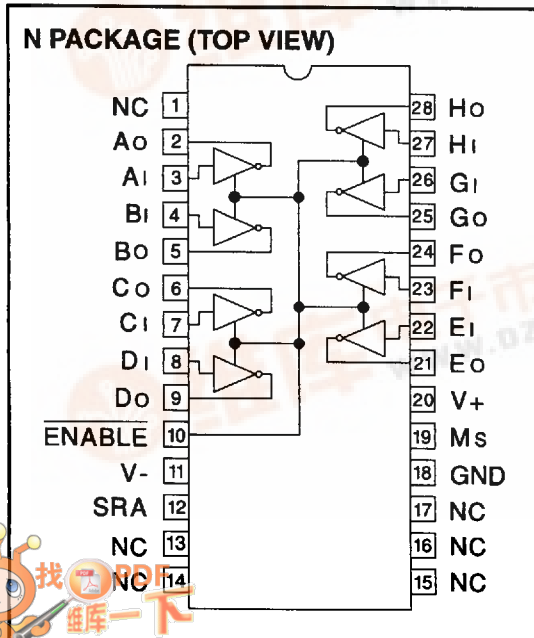 N PACKAGE (TOP VIEW)
NC 1
AO 2
AI 3
BI 4
BO 5
CO 6
CI 7
DI 8
DO 9
ENABLE 10
V- 11
SRA 12
NC 13
NC 14
28 HO
27 HI
26 GI
25 GO
24 FO
23 FI
22 EI
21 EO
20 V+
19 MS
18 GND
17 NC
16 NC
15 NC
找 PDF
维库一下